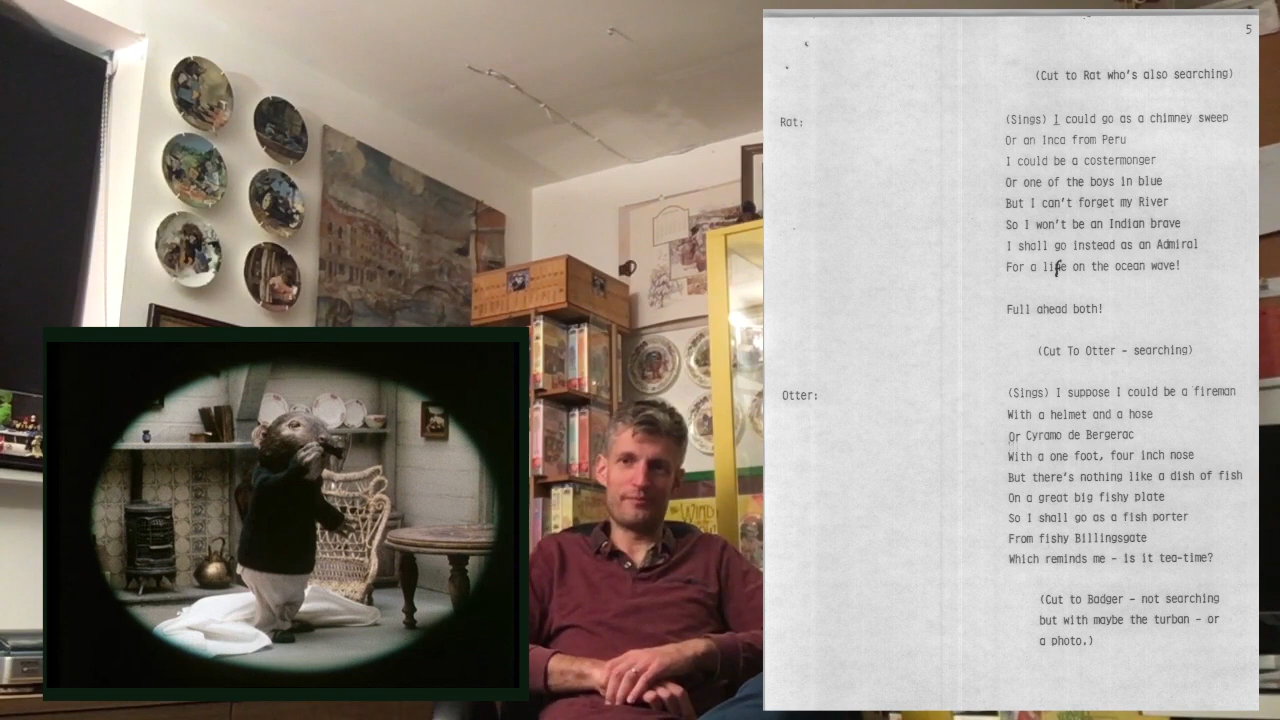 5
(Cut to Rat who's also searching)
Rat:
(Sings) I could go as a chimney sweep
Or an Inca from Peru
I could be a costermonger
Or one of the boys in blue
But I can't forget my River
So I won't be an Indian brave
I shall go instead as an Admiral
For a life on the ocean wave!
Full ahead both!
(Cut To Otter - searching)
Otter:
(Sings) I suppose I could be a fireman
With a helmet and a hose
Or Cyramo de Bergerac
With a one foot, four inch nose
But there's nothing like a dish of fish
On a great big fishy plate
So I shall go as a fish porter
From fishy Billingsgate
Which reminds me - is it tea-time?
(Cut to Badger - not searching
but with maybe the turban - or
a photo.)
WIND